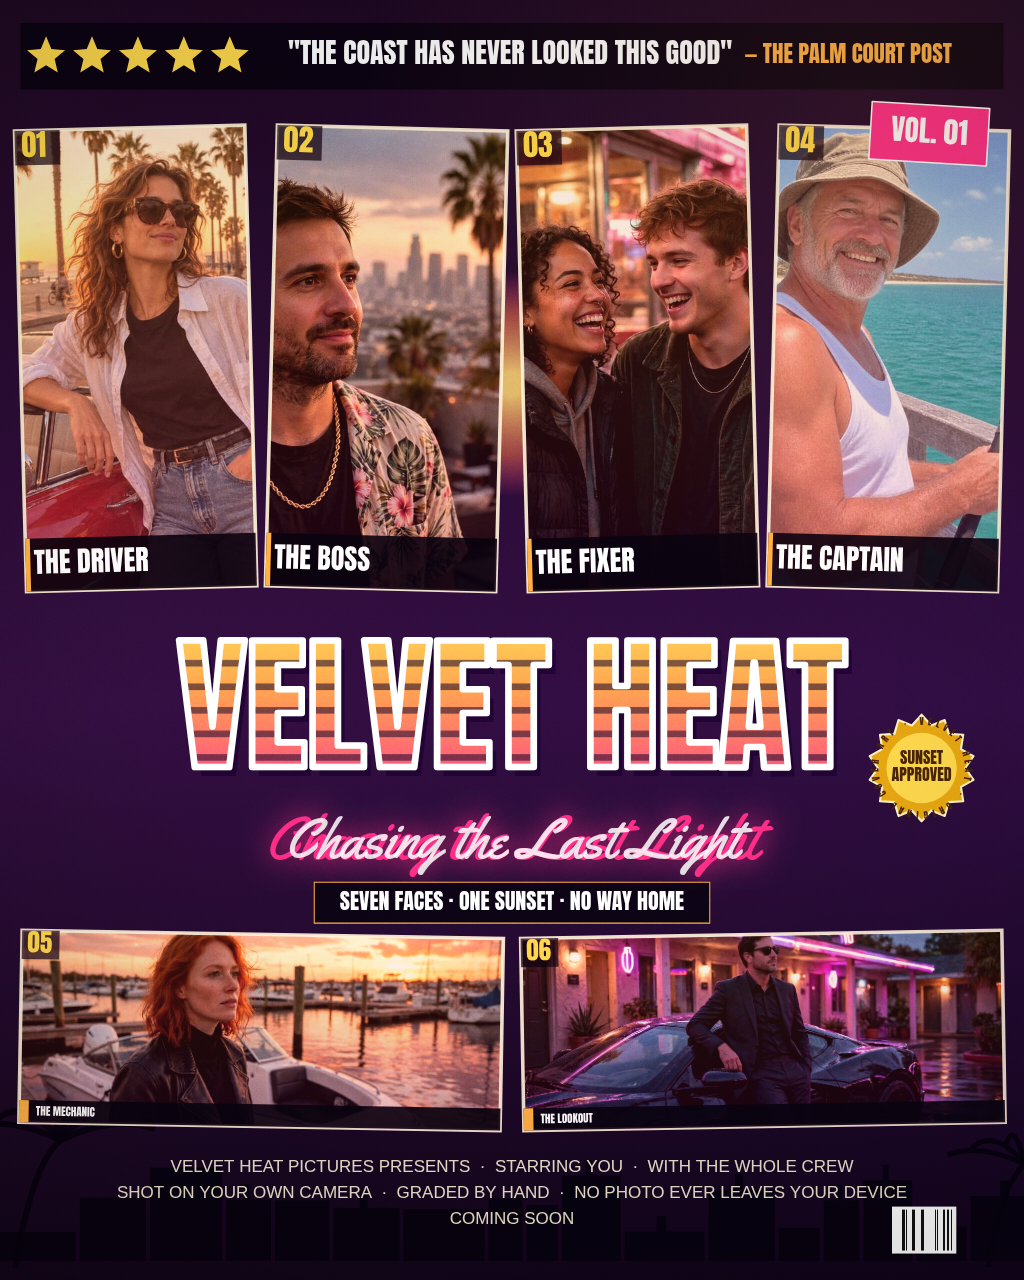 "THE COAST HAS NEVER LOOKED THIS GOOD" – THE PALM COURT POST
VOL. 01
01
02
03
04
THE DRIVER
THE BOSS
THE FIXER
THE CAPTAIN
VELVET HEAT
SUNSET
APPROVED
Chasing the Last Light
SEVEN FACES · ONE SUNSET · NO WAY HOME
05
06
THE MECHANIC
THE LOOKOUT
VELVET HEAT PICTURES PRESENTS · STARRING YOU · WITH THE WHOLE CREW
SHOT ON YOUR OWN CAMERA · GRADED BY HAND · NO PHOTO EVER LEAVES YOUR DEVICE
COMING SOON